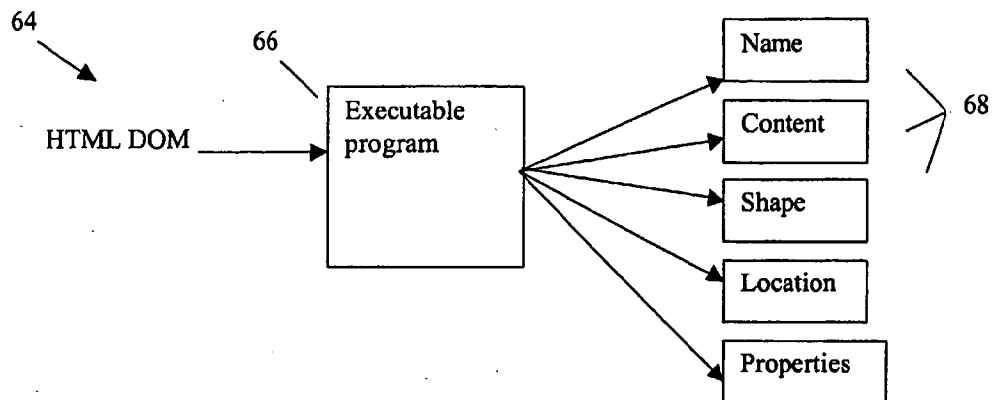 64
66
HTML DOM
Executable
program
Name
Content
Shape
Location
Properties
68